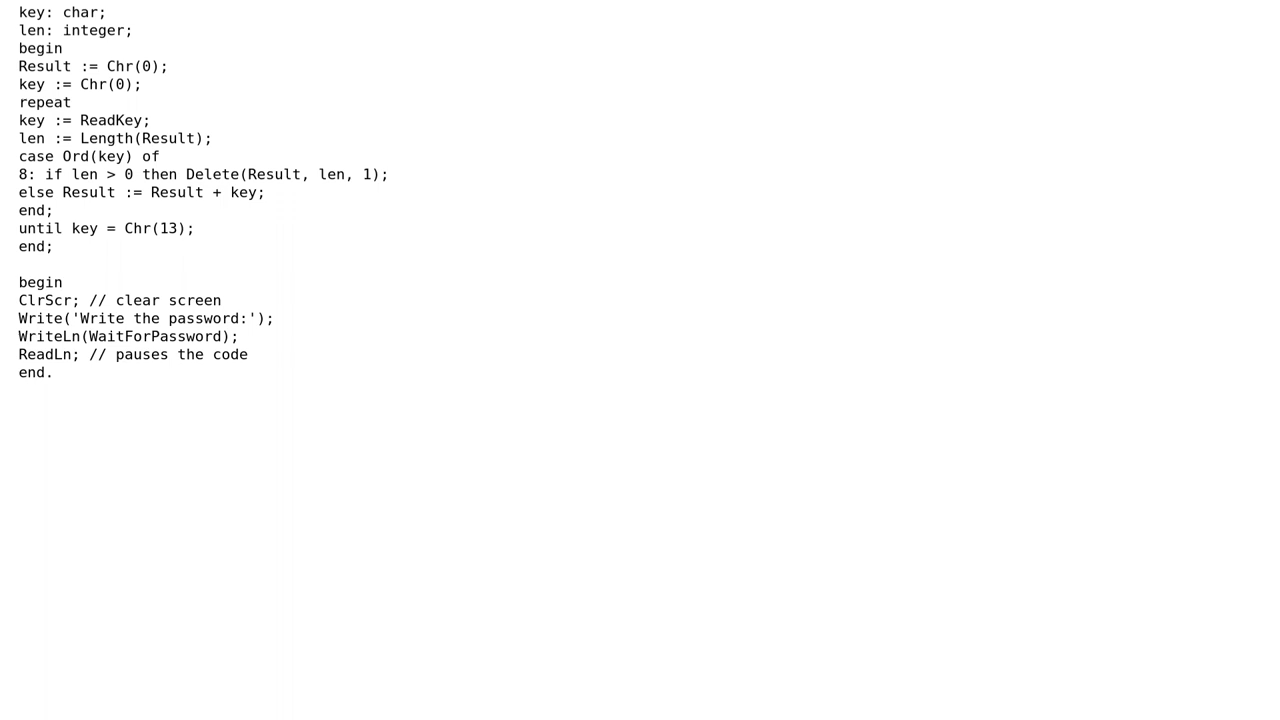 key: char;
len: integer;
begin
Result := Chr(0);
key := Chr(0);
repeat
key := ReadKey;
len := Length(Result);
case Ord(key) of
8: if len > 0 then Delete(Result, len, 1);
else Result := Result + key;
end;
until key = Chr(13);
end;

begin
ClrScr; // clear screen
Write('Write the password:');
WriteLn(WaitForPassword);
ReadLn; // pauses the code
end.